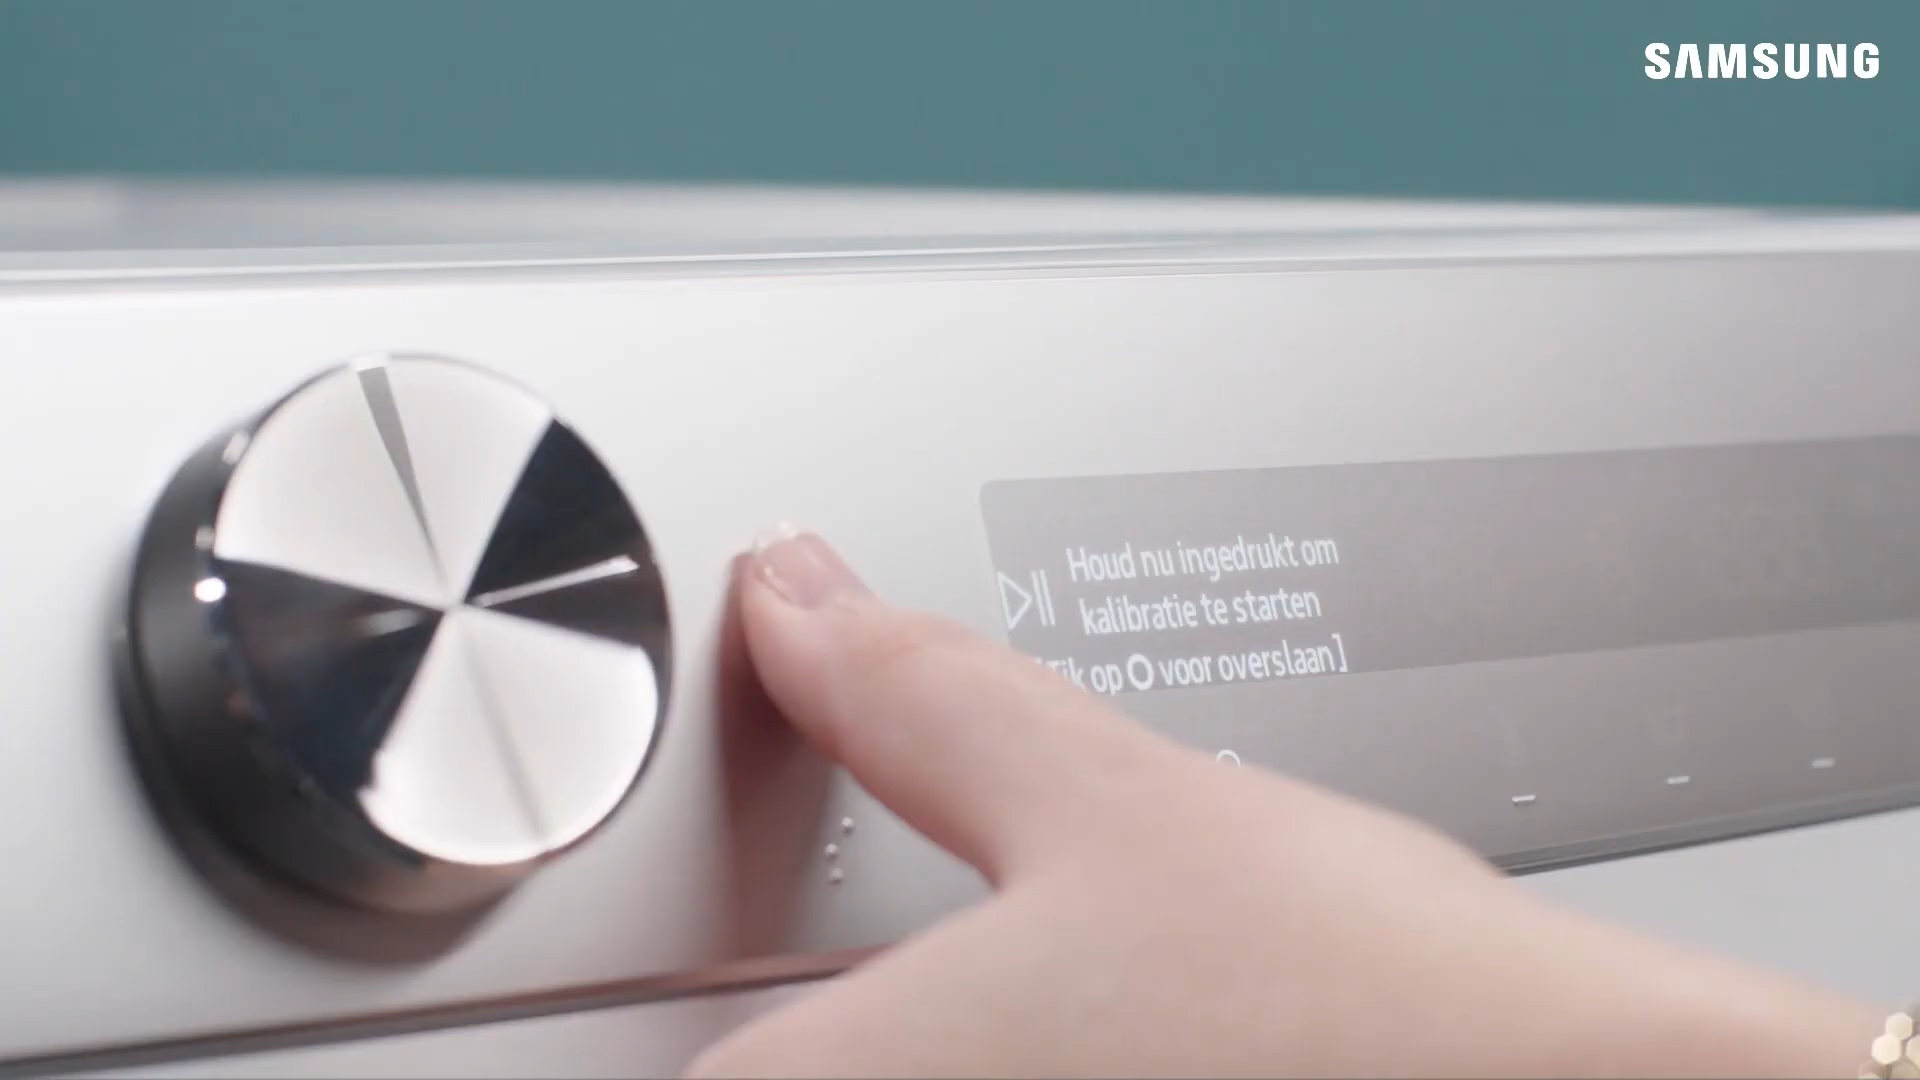 SAMSUNG
Houd nu ingedrukt om
kalibratie te starten
op O voor overslaan]